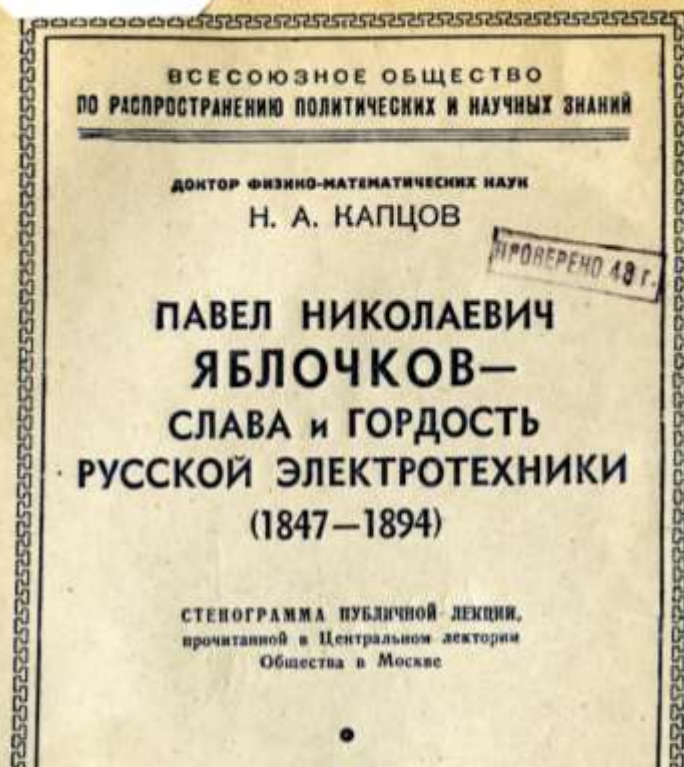 ВСЕСОЮЗНОЕ ОБЩЕСТВО
ПО РАСПРОСТРАНЕНИЮ ПОЛИТИЧЕСКИХ И НАУЧНЫХ ЗНАНИЙ
ДОКТОР ФИЗИКО-МАТЕМАТИЧЕСКИХ НАУК
Н. А. КАПЦОВ
ПРОВЕРЕНО 48 г.
ПАВЕЛ НИКОЛАЕВИЧ
ЯБЛОЧКОВ—
СЛАВА и ГОРДОСТЬ
РУССКОЙ ЭЛЕКТРОТЕХНИКИ
(1847—1894)
СТЕНОГРАММА ПУБЛИЧНОЙ ЛЕКЦИИ,
прочитанной в Центральном лектории
Общества в Москве